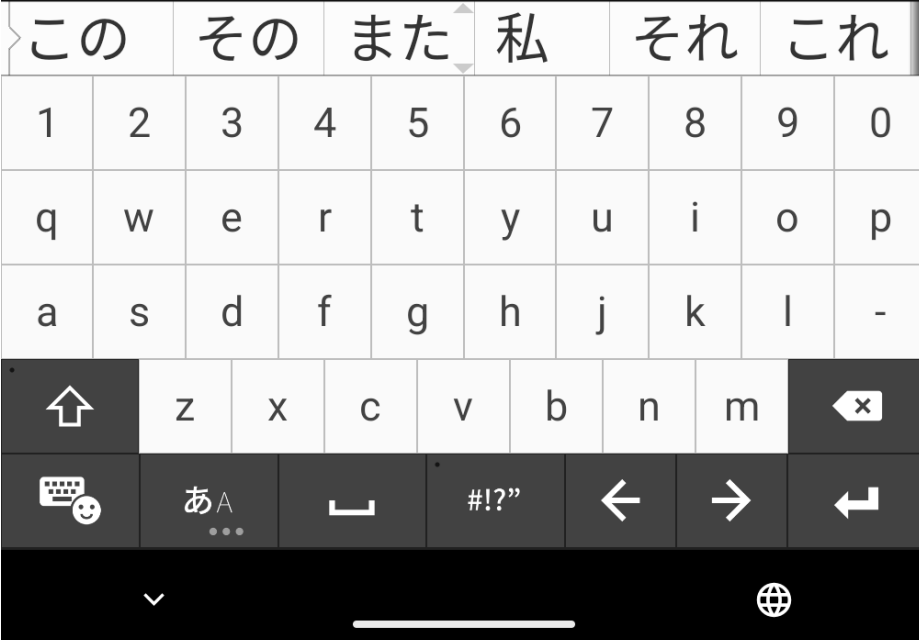 この その また 私 それ これ
1 2 3 4 5 6 7 8 9 0
q w e r t y u i o p
a s d f g h j k l -
z x c v b n m
あA #!?”